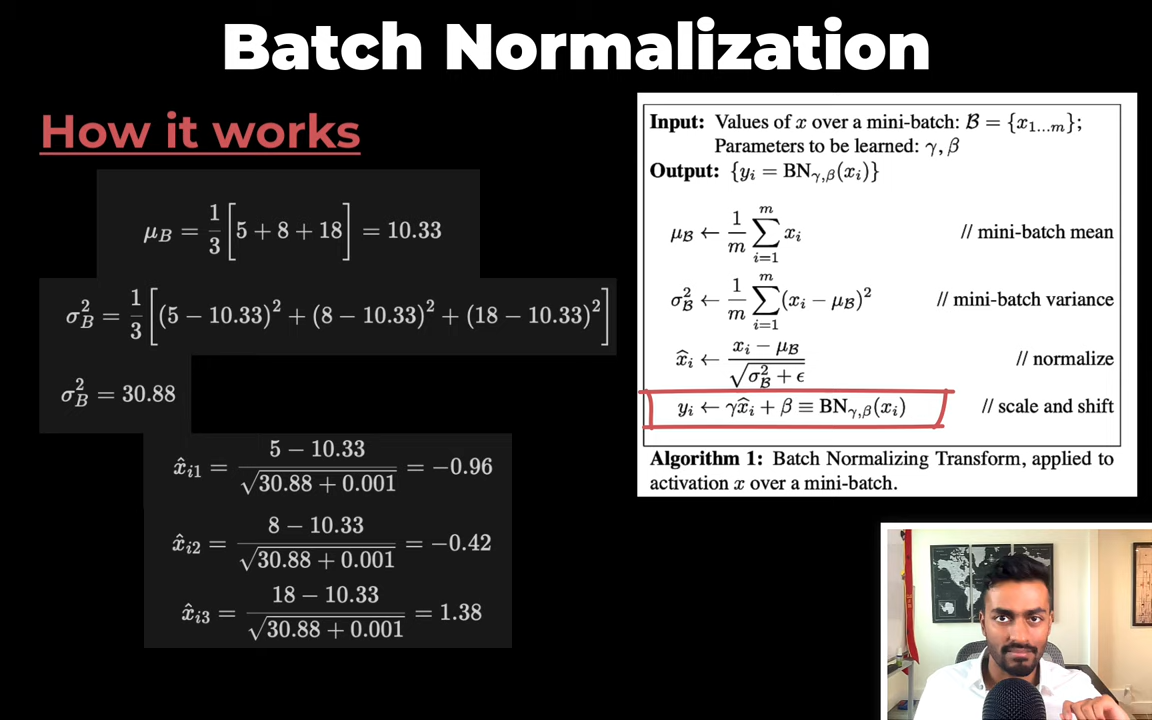 Batch Normalization
How it works
μ_B = 1/3 [5 + 8 + 18] = 10.33
σ²_B = 1/3 [(5 − 10.33)² + (8 − 10.33)² + (18 − 10.33)²]
σ²_B = 30.88
x̂_i1 = (5 − 10.33) / √(30.88 + 0.001) = −0.96
x̂_i2 = (8 − 10.33) / √(30.88 + 0.001) = −0.42
x̂_i3 = (18 − 10.33) / √(30.88 + 0.001) = 1.38
Input: Values of x over a mini-batch: B = {x_1...m};
Parameters to be learned: γ, β
Output: {y_i = BN_γ,β(x_i)}
μ_B ← 1/m ∑_{i=1}^{m} x_i // mini-batch mean
σ²_B ← 1/m ∑_{i=1}^{m} (x_i − μ_B)² // mini-batch variance
x̂_i ← (x_i − μ_B) / √(σ²_B + ϵ) // normalize
y_i ← γx̂_i + β ≡ BN_γ,β(x_i) // scale and shift
Algorithm 1: Batch Normalizing Transform, applied to
activation x over a mini-batch.